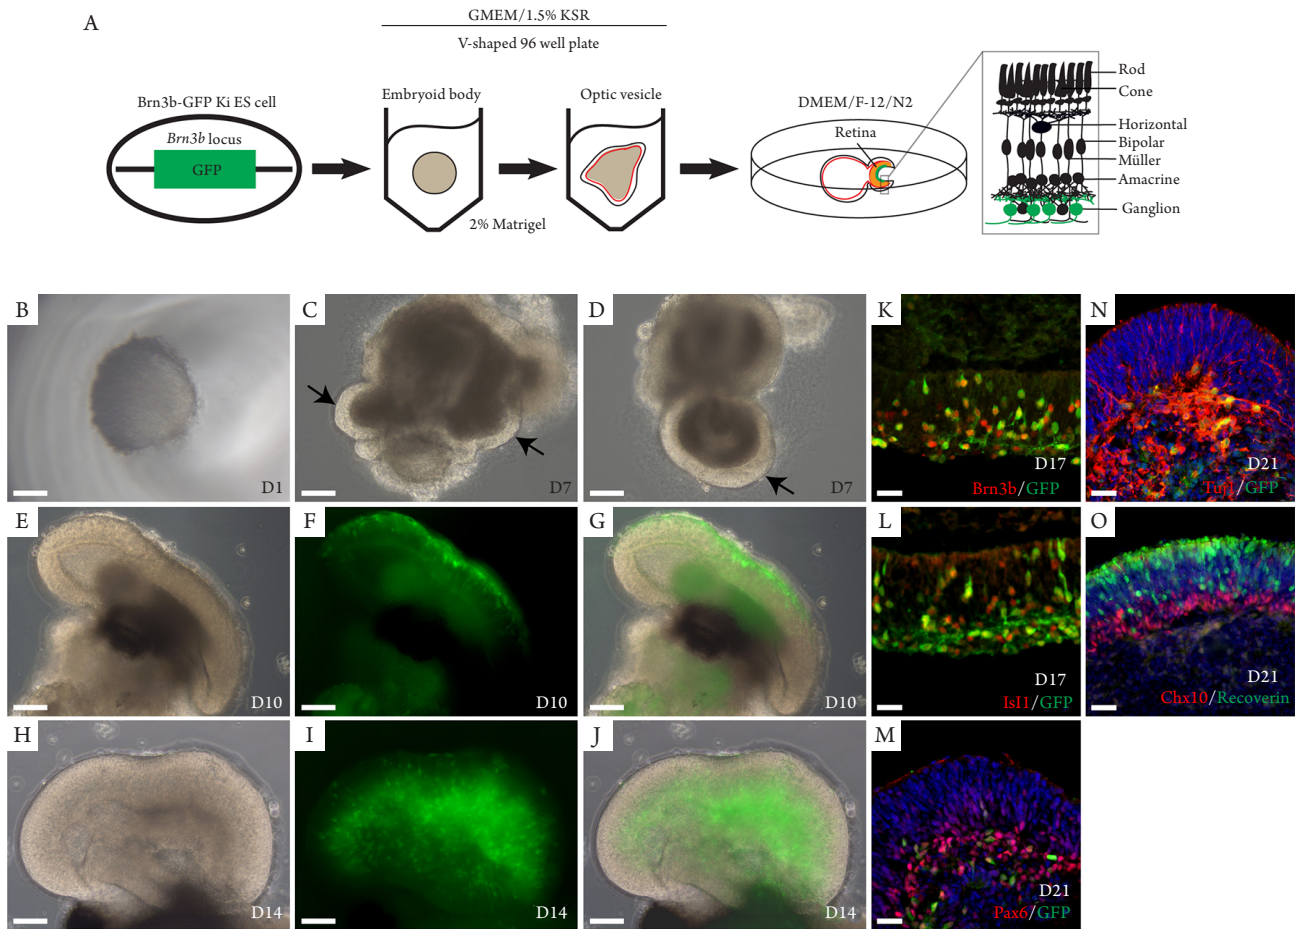 A
GMEM/1.5% KSR
V-shaped 96 well plate
Brn3b-GFP Ki ES cell
Brn3b locus
GFP
Embryoid body
Optic vesicle
2% Matrigel
DMEM/F-12/N2
Retina
Rod
Cone
Horizontal
Bipolar
Müller
Amacrine
Ganglion
B
D1
C
D7
D
D7
K
D17
Brn3b/GFP
N
D21
Tuj1/GFP
E
D10
F
D10
G
D10
L
D17
Isl1/GFP
O
D21
Chx10/Recoverin
H
D14
I
D14
J
D14
M
D21
Pax6/GFP